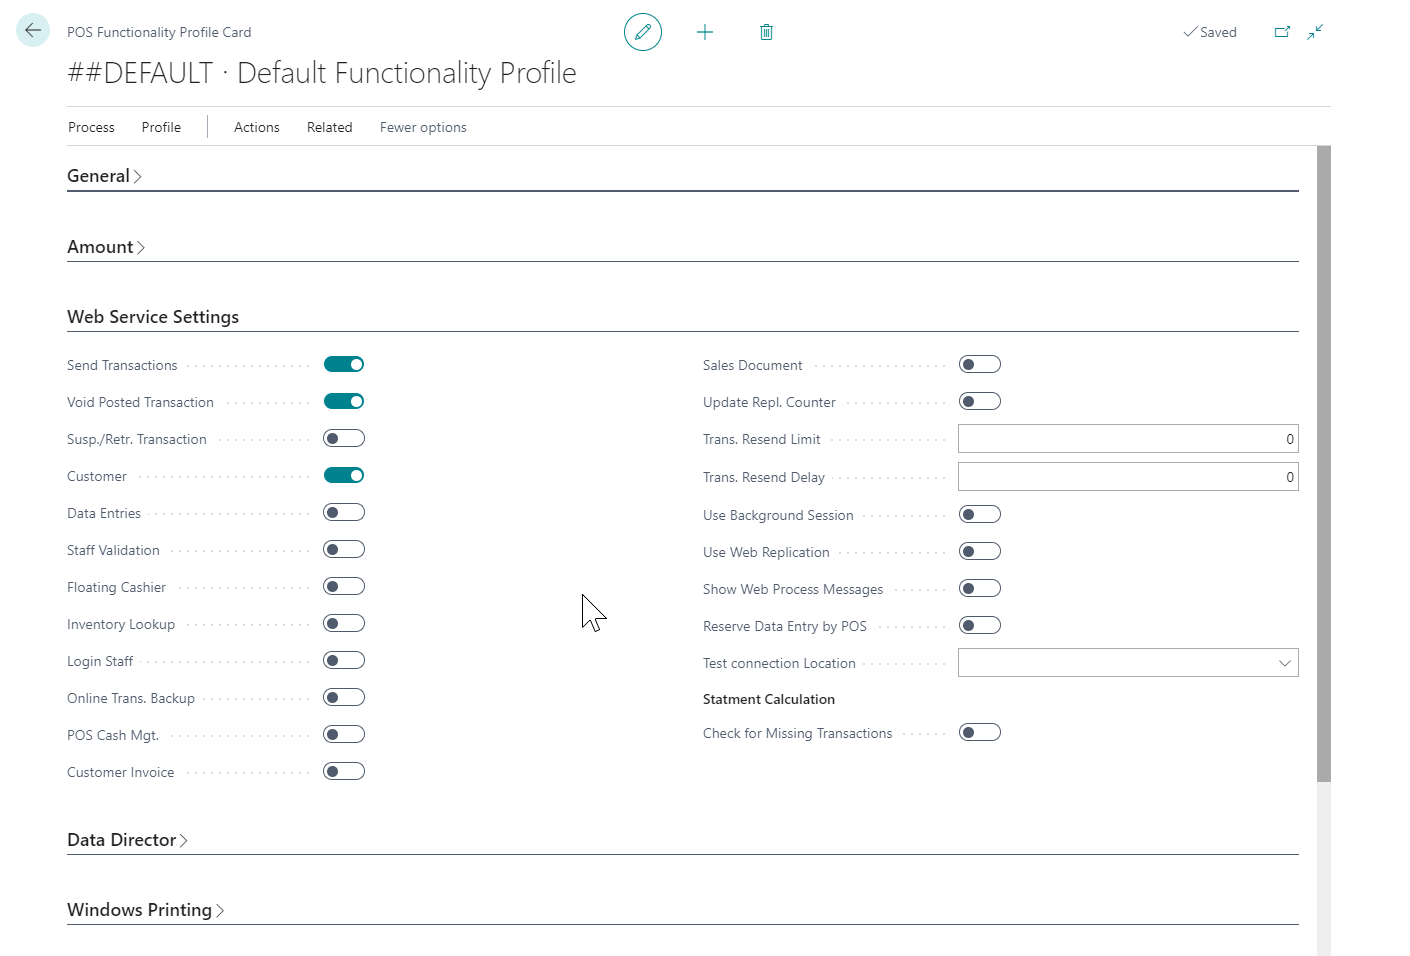 POS Functionality Profile Card
Saved
##DEFAULT · Default Functionality Profile
Process
Profile
Actions
Related
Fewer options
General
Amount
Web Service Settings
Send Transactions
Void Posted Transaction
Susp./Retr. Transaction
Customer
Data Entries
Staff Validation
Floating Cashier
Inventory Lookup
Login Staff
Online Trans. Backup
POS Cash Mgt.
Customer Invoice
Sales Document
Update Repl. Counter
Trans. Resend Limit 0
Trans. Resend Delay 0
Use Background Session
Use Web Replication
Show Web Process Messages
Reserve Data Entry by POS
Test connection Location
Statment Calculation
Check for Missing Transactions
Data Director
Windows Printing